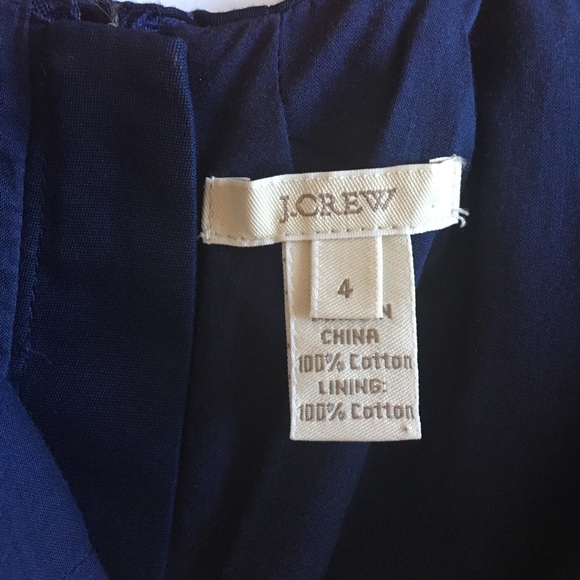 J.CREW
4
CHINA
100% Cotton
LINING:
100% Cotton